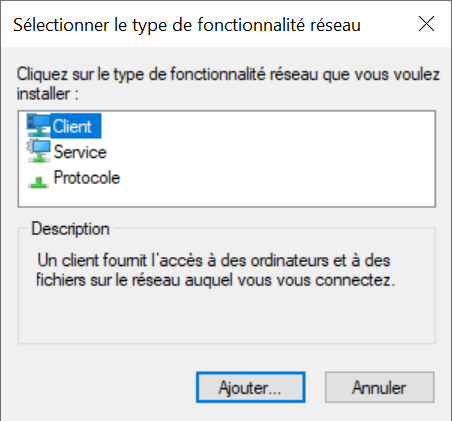 Sélectionner le type de fonctionnalité réseau
Cliquez sur le type de fonctionnalité réseau que vous voulez
installer :
Client
Service
Protocole
Description
Un client fournit l'accès à des ordinateurs et à des
fichiers sur le réseau auquel vous vous connectez.
Ajouter...
Annuler